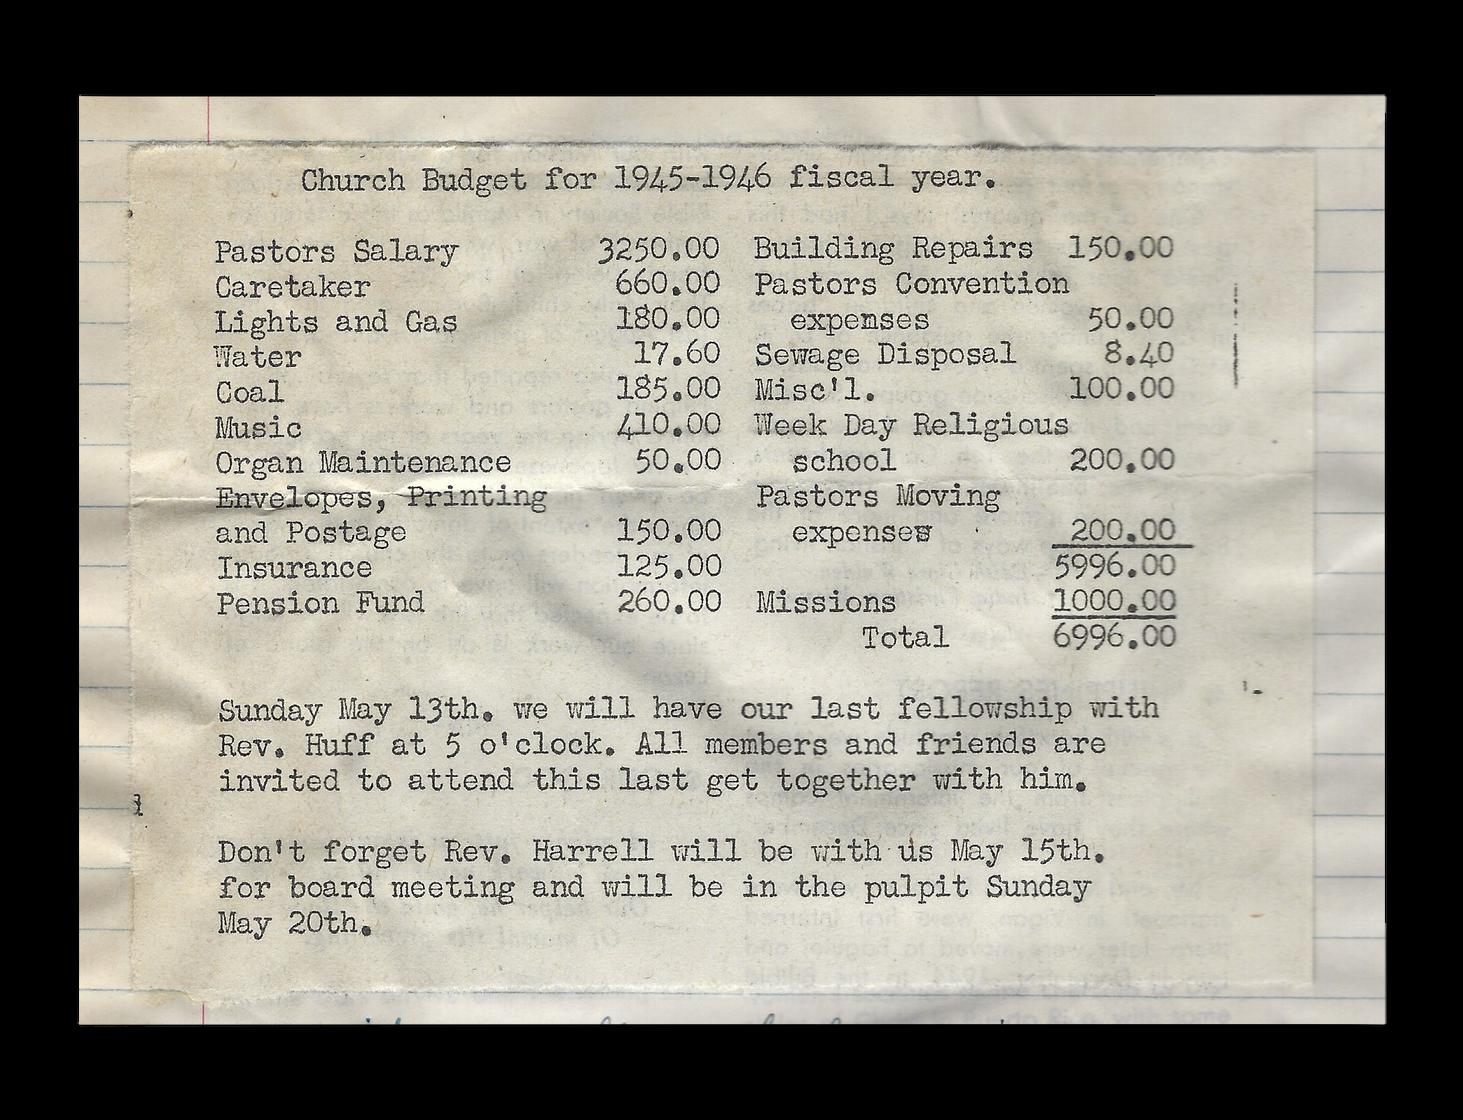 Church Budget for 1945-1946 fiscal year.
Pastors Salary 3250.00 Building Repairs 150.00
Caretaker 660.00 Pastors Convention
Lights and Gas 180.00 expenses 50.00
Water 17.60 Sewage Disposal 8.40
Coal 185.00 Misc'l. 100.00
Music 410.00 Week Day Religious
Organ Maintenance 50.00 school 200.00
Envelopes, Printing Pastors Moving
and Postage 150.00 expenses 200.00
Insurance 125.00 5996.00
Pension Fund 260.00 Missions 1000.00
Total 6996.00
Sunday May 13th. we will have our last fellowship with
Rev. Huff at 5 o'clock. All members and friends are
invited to attend this last get together with him.
Don't forget Rev. Harrell will be with us May 15th.
for board meeting and will be in the pulpit Sunday
May 20th.